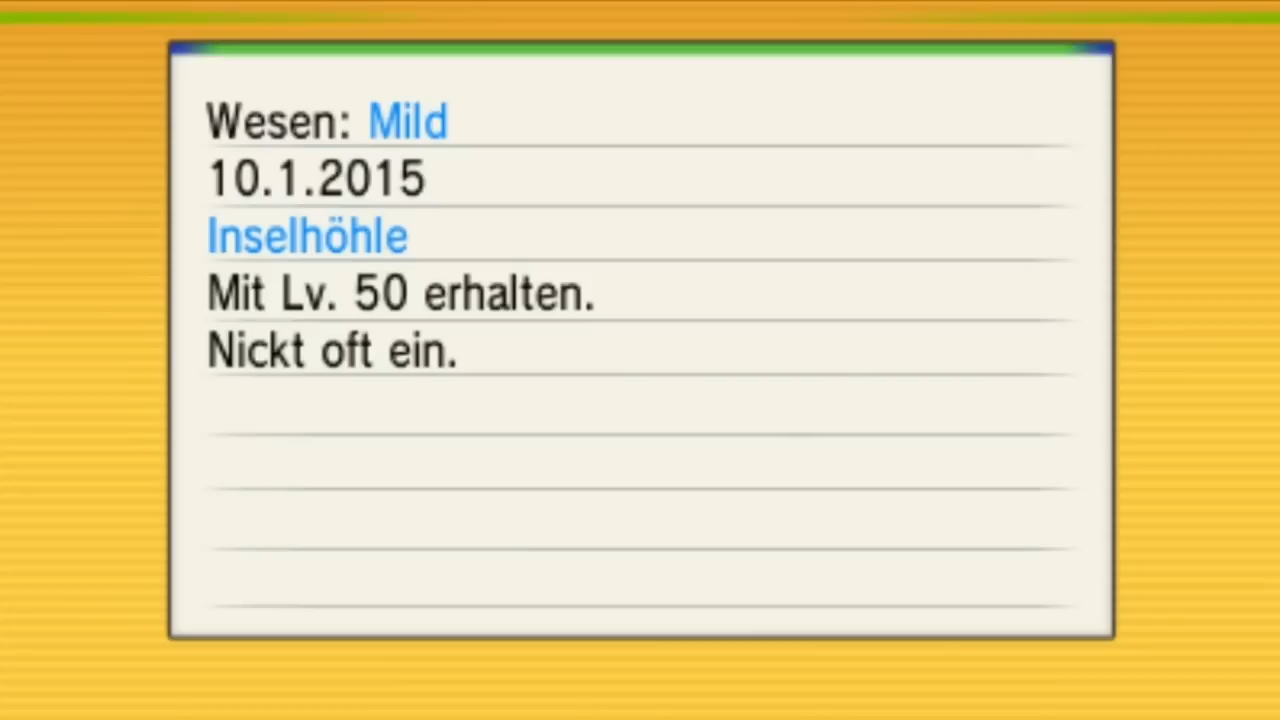 Wesen: Mild
10.1.2015
Inselhöhle
Mit Lv. 50 erhalten.
Nickt oft ein.